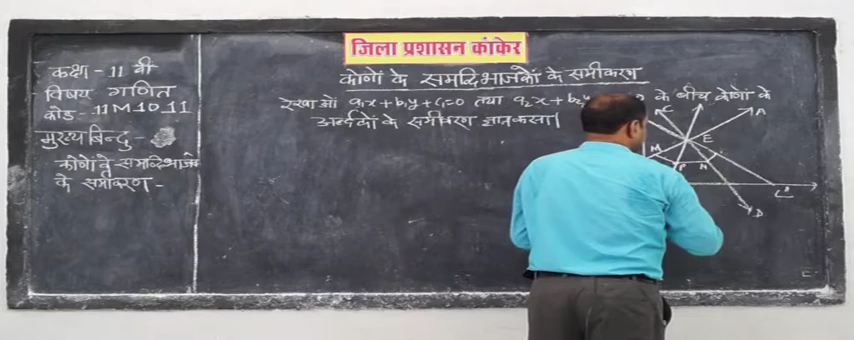 जिला प्रशासन कांकेर
कक्षा - 11 वी
विषय गणित
कोड - 11M1011
मुख्य बिन्दु -
कोणों के समद्विभाजकों
के समीकरण -
कोणों के समद्विभाजकों के समीकरण
रेखाओं a₁x+b₁y+c₁=0 तथा a₂x+b₂y के बीच कोणों के
अर्द्धकों के समीकरण ज्ञात करना।
A
M
E
P
N
L
D